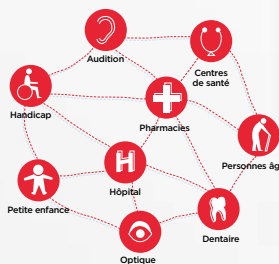 Audition
Centres
de santé
Handicap
Pharmacies
Personnes âg
H
Hôpital
Petite enfance
Dentaire
Optique